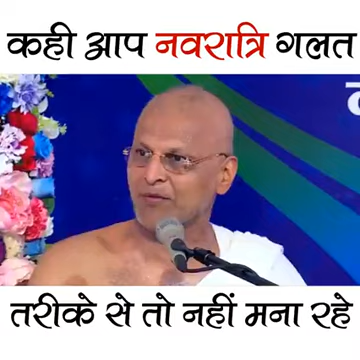 कही आप नवरात्रि गलत
तरीके से तो नहीं मना रहे